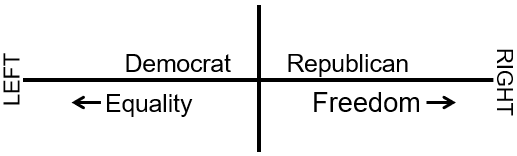 LEFT
Democrat
Republican
RIGHT
Equality
Freedom